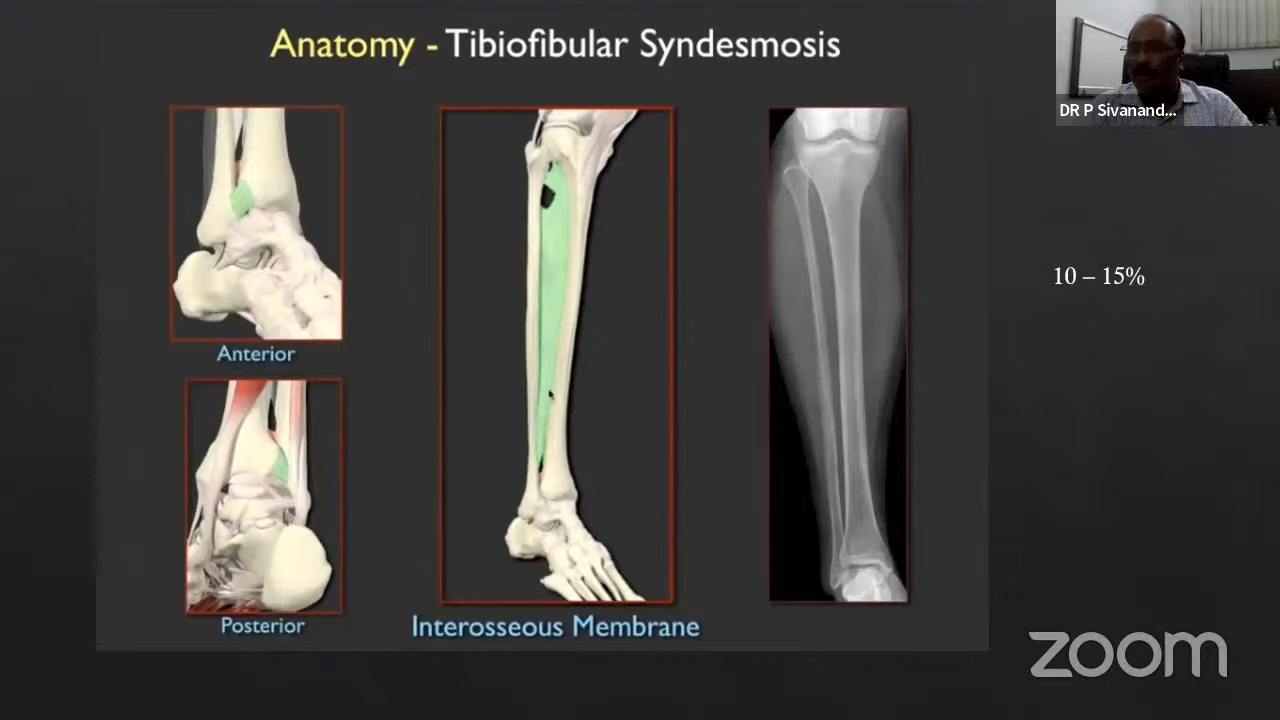 Anatomy - Tibiofibular Syndesmosis
DR P Sivanand...
10 – 15%
Anterior
Posterior
Interosseous Membrane
zoom